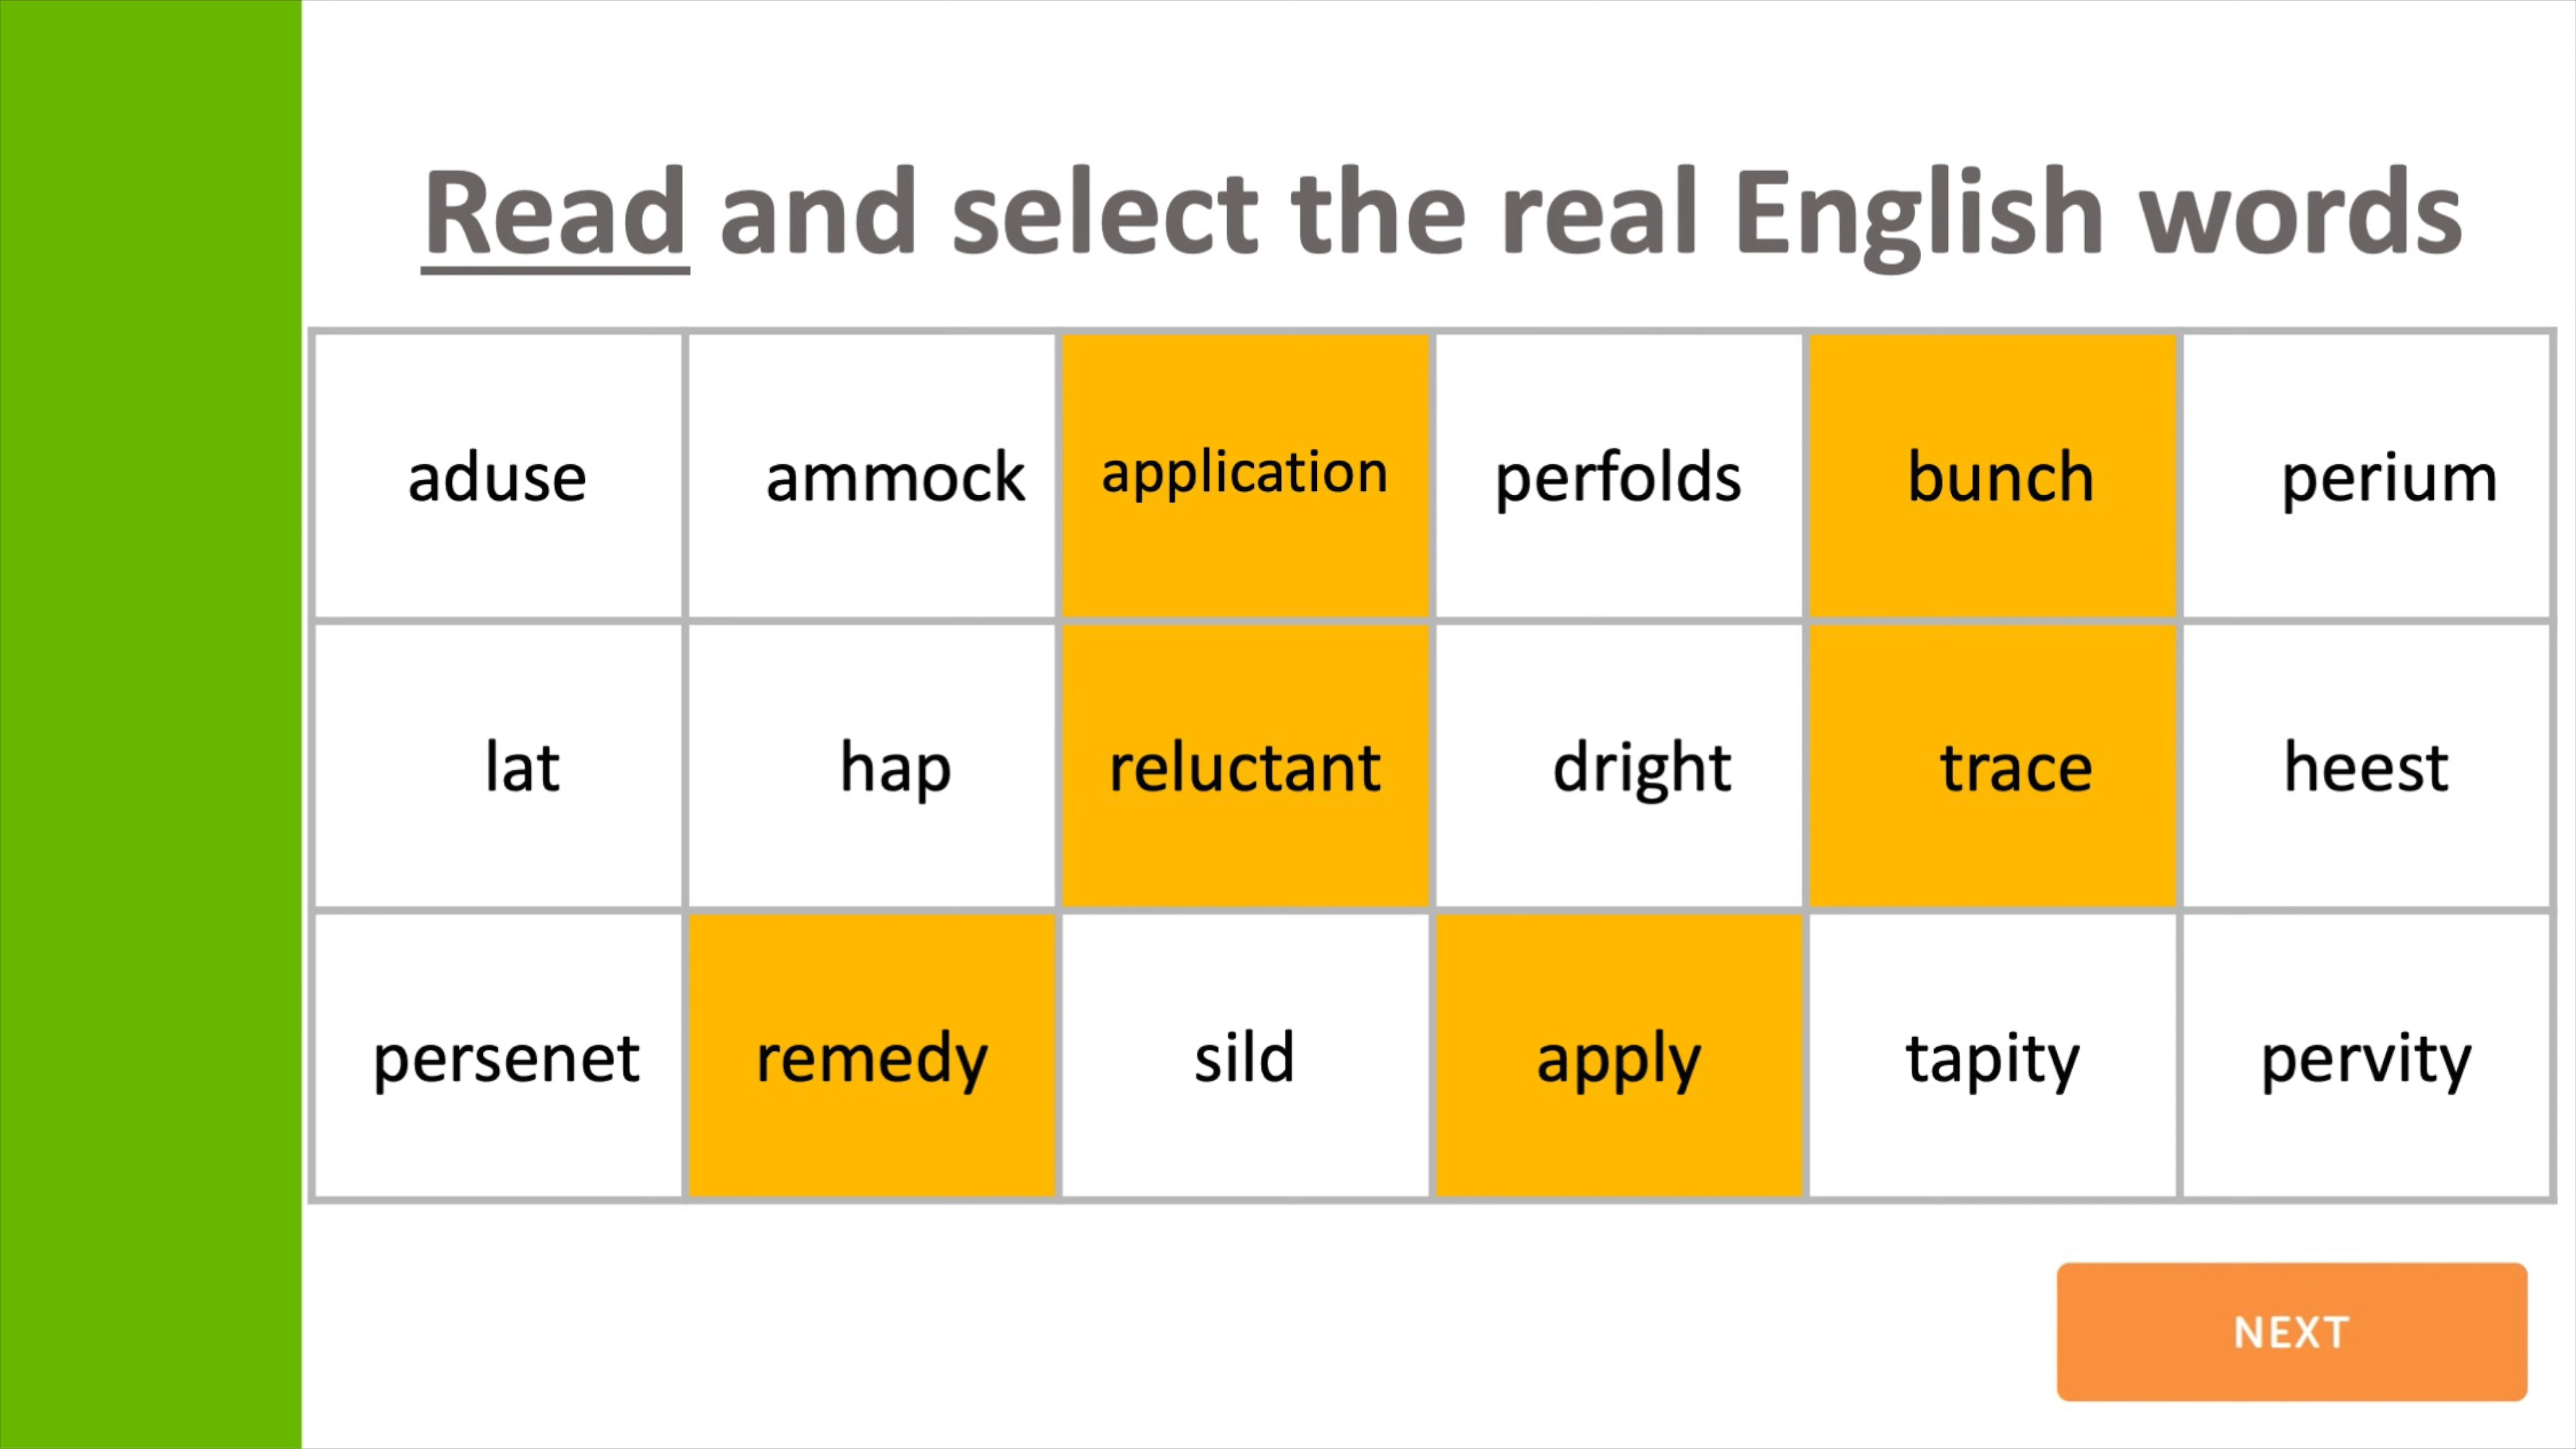 Read and select the real English words
aduse ammock application perfolds bunch perium
lat hap reluctant dright trace heest
persenet remedy sild apply tapity pervity
NEXT